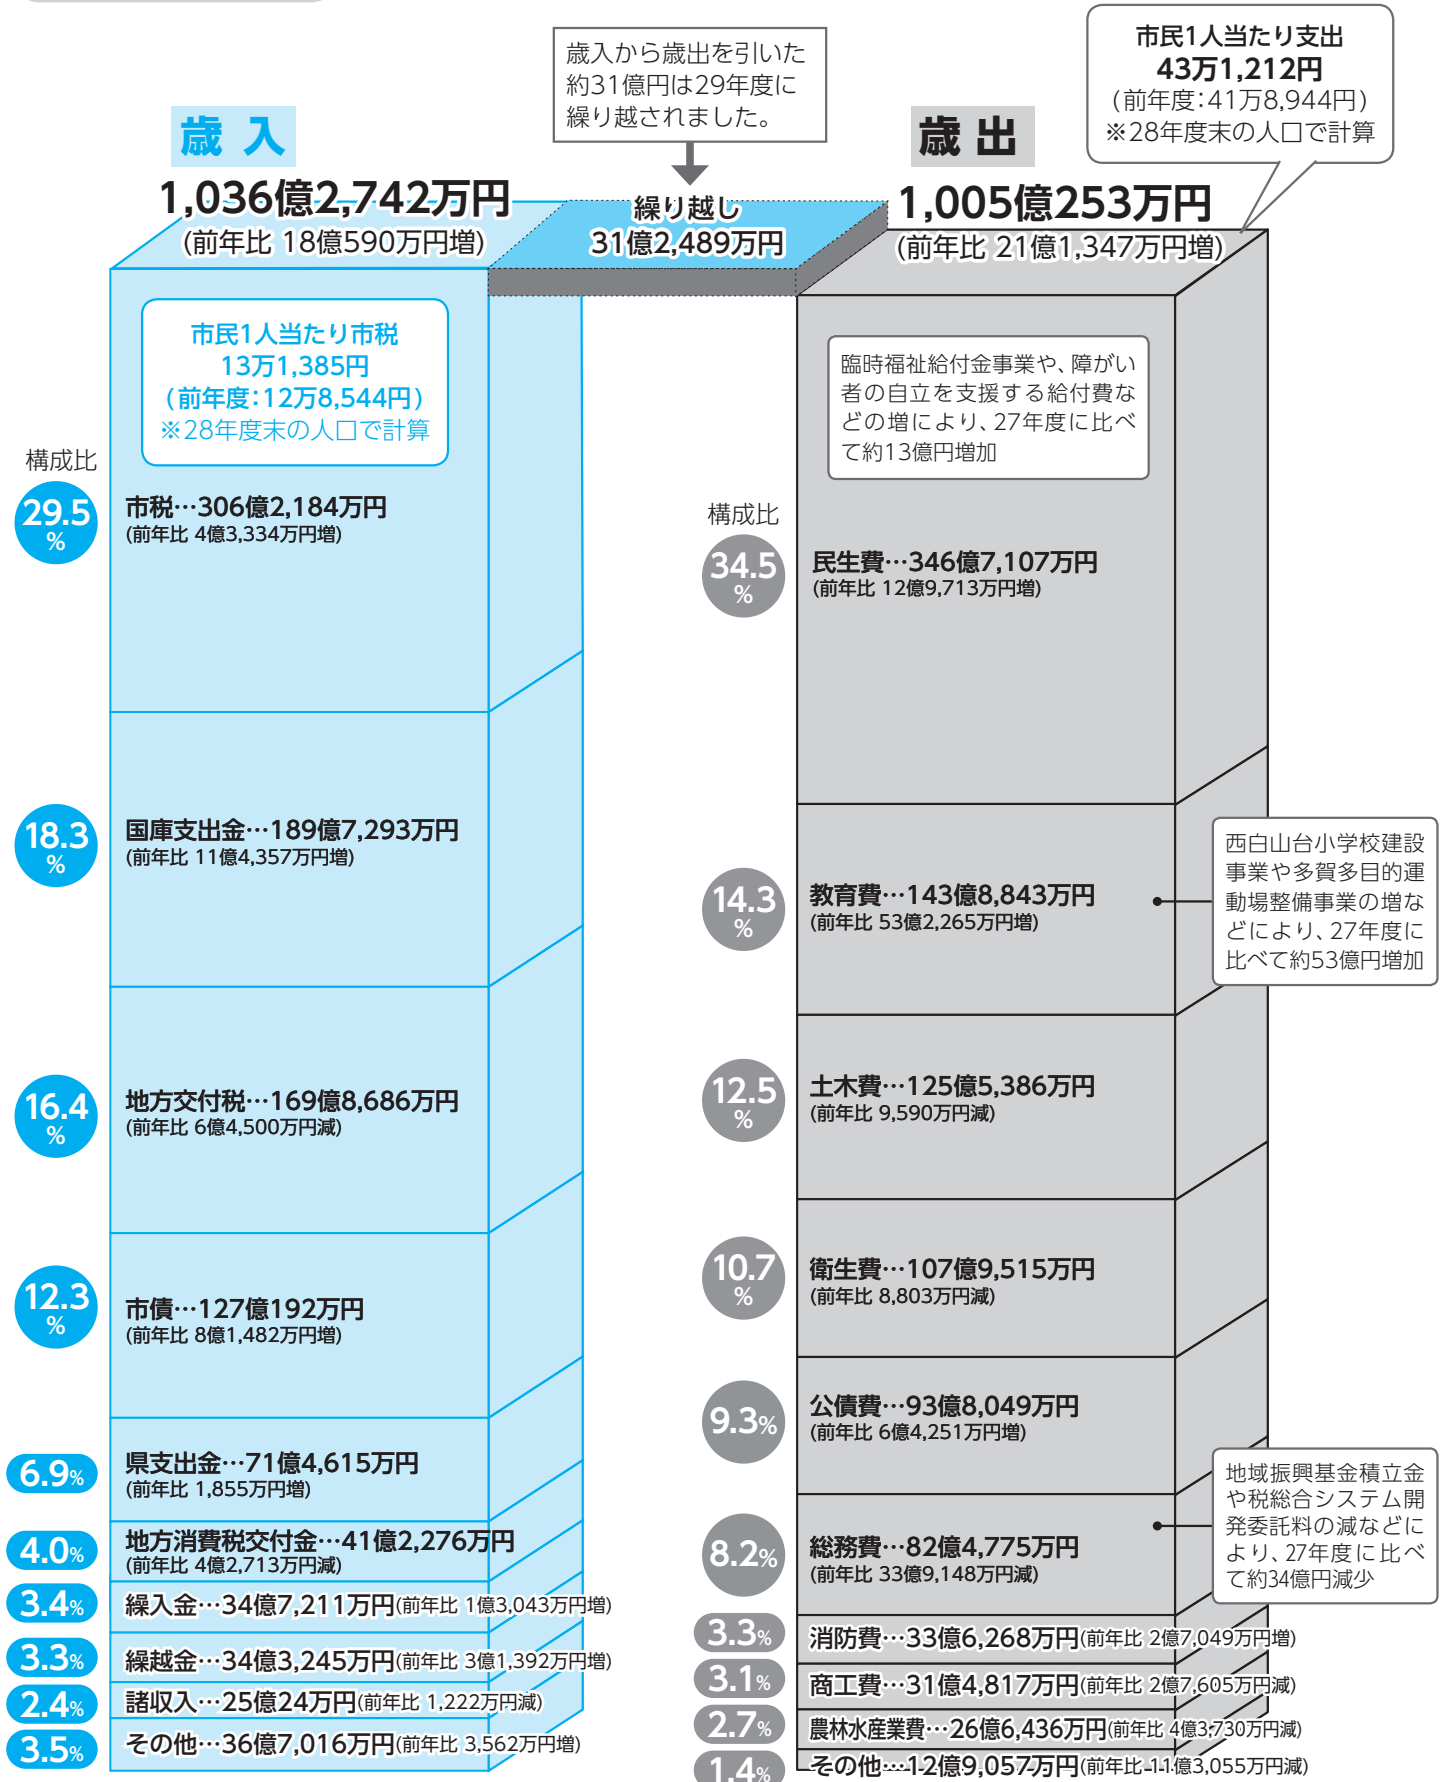 歳入から歳出を引いた
約31億円は29年度に
繰り越されました。
市民1人当たり支出
43万1,212円
(前年度:41万8,944円)
※28年度末の人口で計算
歳 入
1,036億2,742万円
(前年比 18億590万円増)
繰り越し
31億2,489万円
歳 出
1,005億253万円
(前年比 21億1,347万円増)
市民1人当たり市税
13万1,385円
(前年度:12万8,544円)
※28年度末の人口で計算
構成比
29.5
%
市税…306億2,184万円
(前年比 4億3,334万円増)
18.3
%
国庫支出金…189億7,293万円
(前年比 11億4,357万円増)
16.4
%
地方交付税…169億8,686万円
(前年比 6億4,500万円減)
12.3
%
市債…127億192万円
(前年比 8億1,482万円増)
6.9%
県支出金…71億4,615万円
(前年比 1,855万円増)
4.0%
地方消費税交付金…41億2,276万円
(前年比 4億2,713万円減)
3.4%
繰入金…34億7,211万円(前年比 1億3,043万円増)
3.3%
繰越金…34億3,245万円(前年比 3億1,392万円増)
2.4%
諸収入…25億24万円(前年比 1,222万円減)
3.5%
その他…36億7,016万円(前年比 3,562万円増)
臨時福祉給付金事業や、障がい
者の自立を支援する給付費な
どの増により、27年度に比べ
て約13億円増加
構成比
34.5
%
民生費…346億7,107万円
(前年比 12億9,713万円増)
14.3
%
教育費…143億8,843万円
(前年比 53億2,265万円増)
西白山台小学校建設
事業や多賀多目的運
動場整備事業の増な
どにより、27年度に
比べて約53億円増加
12.5
%
土木費…125億5,386万円
(前年比 9,590万円減)
10.7
%
衛生費…107億9,515万円
(前年比 8,803万円減)
9.3%
公債費…93億8,049万円
(前年比 6億4,251万円増)
8.2%
総務費…82億4,775万円
(前年比 33億9,148万円減)
地域振興基金積立金
や税総合システム開
発委託料の減などに
より、27年度に比べ
て約34億円減少
3.3%
消防費…33億6,268万円(前年比 2億7,049万円増)
3.1%
商工費…31億4,817万円(前年比 2億7,605万円減)
2.7%
農林水産業費…26億6,436万円(前年比 4億3,730万円減)
1.4%
その他…12億9,057万円(前年比 11億3,055万円減)